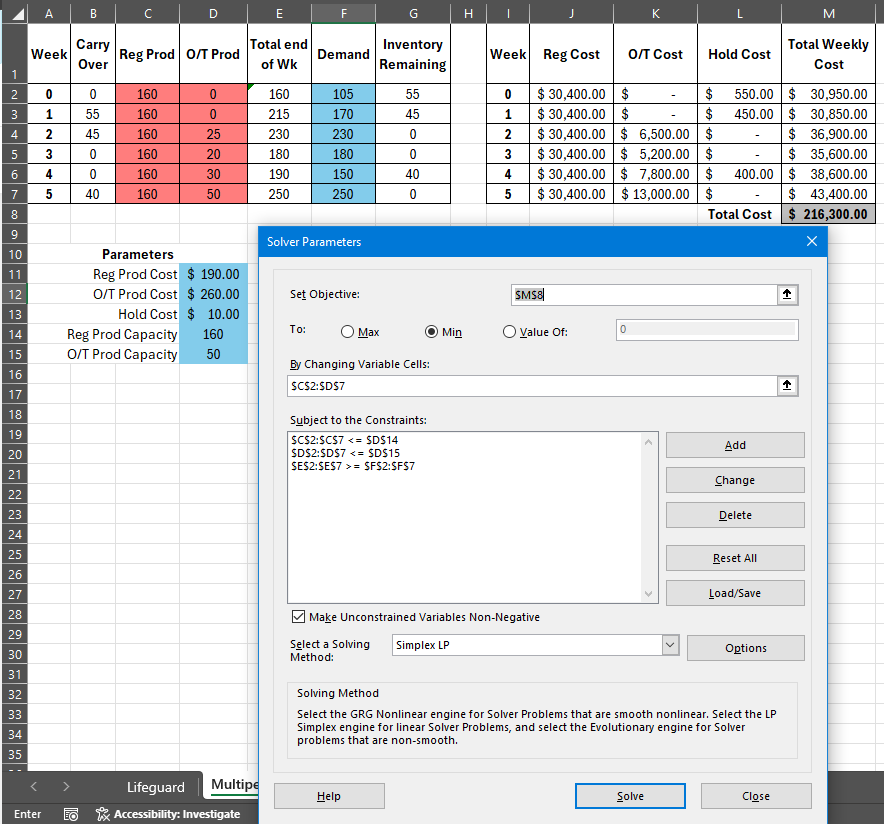 A B C D E F G H I J K L M
1 Week Carry Over Reg Prod O/T Prod Total end of Wk Demand Inventory Remaining Week Reg Cost O/T Cost Hold Cost Total Weekly Cost
2 0 0 160 0 160 105 55 0 $ 30,400.00 $ - $ 550.00 $ 30,950.00
3 1 55 160 0 215 170 45 1 $ 30,400.00 $ - $ 450.00 $ 30,850.00
4 2 45 160 25 230 230 0 2 $ 30,400.00 $ 6,500.00 $ - $ 36,900.00
5 3 0 160 20 180 180 0 3 $ 30,400.00 $ 5,200.00 $ - $ 35,600.00
6 4 0 160 30 190 150 40 4 $ 30,400.00 $ 7,800.00 $ 400.00 $ 38,600.00
7 5 40 160 50 250 250 0 5 $ 30,400.00 $ 13,000.00 $ - $ 43,400.00
8 Total Cost $ 216,300.00
9
10 Parameters
11 Reg Prod Cost $ 190.00
12 O/T Prod Cost $ 260.00
13 Hold Cost $ 10.00
14 Reg Prod Capacity 160
15 O/T Prod Capacity 50
16
17
18
19
20
21
22
23
24
25
26
27
28
29
30
31
32
33
34
35
Solver Parameters
Set Objective:
$M$8
To:
Max
Min
Value Of:
0
By Changing Variable Cells:
$C$2:$D$7
Subject to the Constraints:
$C$2:$C$7 <= $D$14
$D$2:$D$7 <= $D$15
$E$2:$E$7 >= $F$2:$F$7
Add
Change
Delete
Reset All
Load/Save
Make Unconstrained Variables Non-Negative
Select a Solving Method:
Simplex LP
Options
Solving Method
Select the GRG Nonlinear engine for Solver Problems that are smooth nonlinear. Select the LP
Simplex engine for linear Solver Problems, and select the Evolutionary engine for Solver
problems that are non-smooth.
Help
Solve
Close
Lifeguard
Multipe
Enter
Accessibility: Investigate